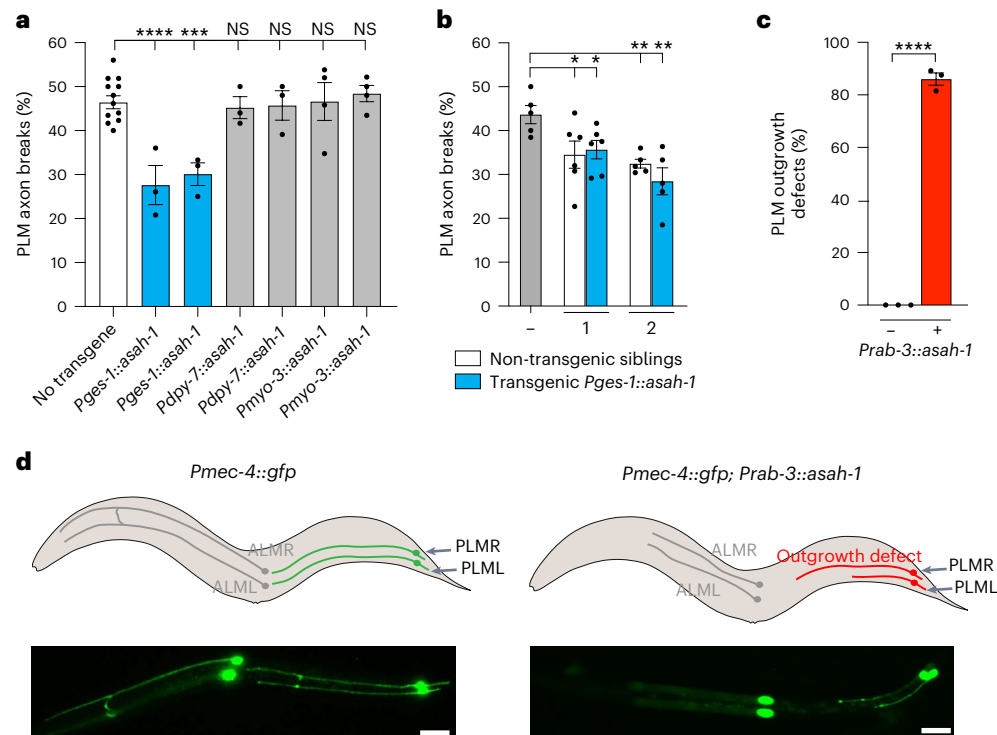 a
60
50
40
30
20
10
0
PLM axon breaks (%)
**** *** NS NS NS NS
No transgene
Pges-1::asah-1
Pges-1::asah-1
Pdpy-7::asah-1
Pdpy-7::asah-1
Pmyo-3::asah-1
Pmyo-3::asah-1
b
60
50
40
30
20
10
0
PLM axon breaks (%)
** **
* *
– 1 2
Non-transgenic siblings
Transgenic Pges-1::asah-1
c
100
80
60
40
20
0
PLM outgrowth
defects (%)
****
– +
Prab-3::asah-1
d
Pmec-4::gfp
ALMR
ALML
PLMR
PLML
Pmec-4::gfp; Prab-3::asah-1
ALMR
ALML
Outgrowth defect
PLMR
PLML